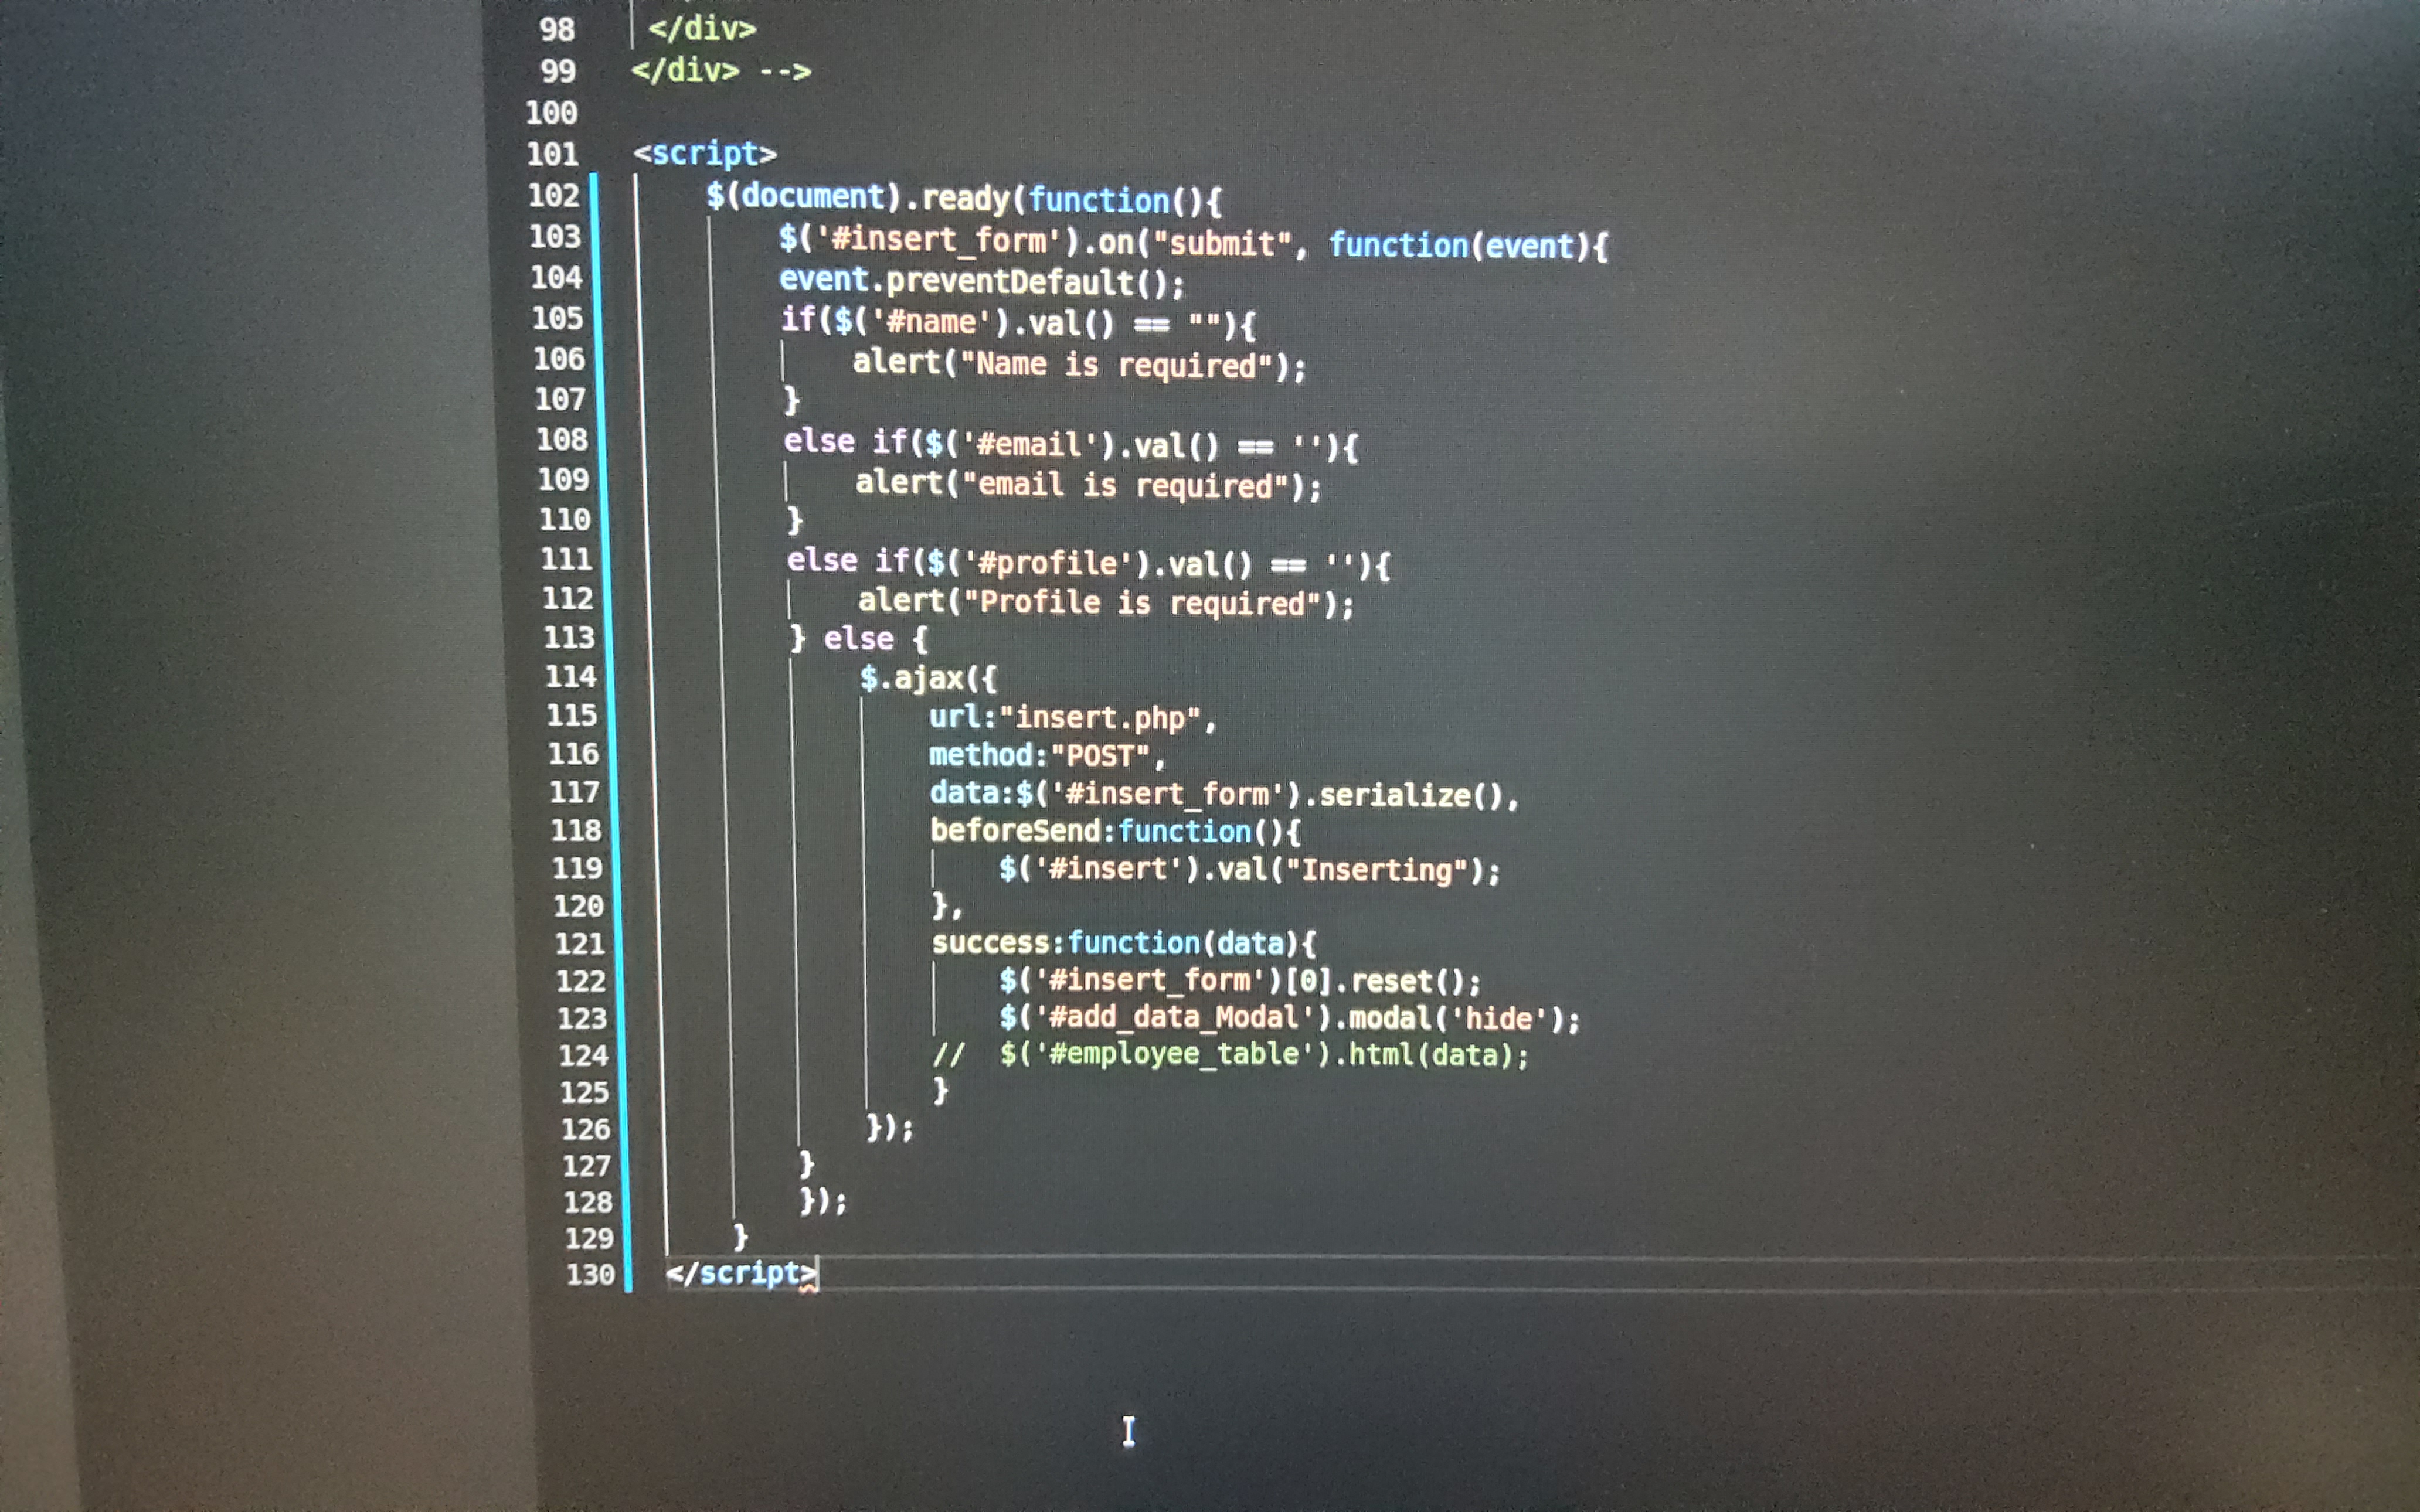 98 </div>
99 </div> -->
100
101 <script>
102 $(document).ready(function(){
103 $('#insert_form').on("submit", function(event){
104 event.preventDefault();
105 if($('#name').val() == ""){
106 alert("Name is required");
107 }
108 else if($('#email').val() == ''){
109 alert("email is required");
110 }
111 else if($('#profile').val() == ''){
112 alert("Profile is required");
113 } else {
114 $.ajax({
115 url:"insert.php",
116 method:"POST",
117 data:$('#insert_form').serialize(),
118 beforeSend:function(){
119 $('#insert').val("Inserting");
120 },
121 success:function(data){
122 $('#insert_form')[0].reset();
123 $('#add_data_Modal').modal('hide');
124 // $('#employee_table').html(data);
125 }
126 });
127 }
128 });
129 }
130 </script>